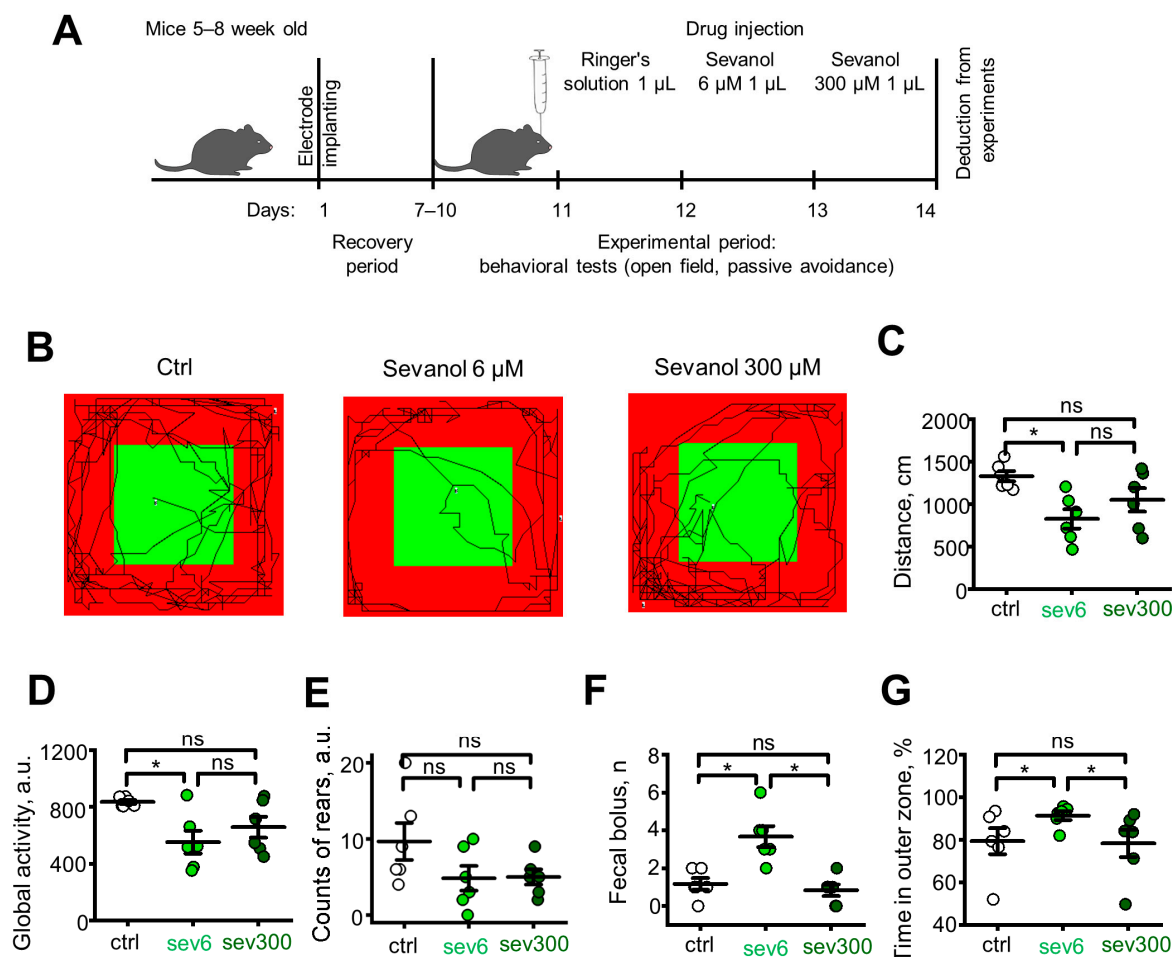 A
Mice 5–8 week old
Drug injection
Ringer's
solution 1 µL
Sevanol
6 µM 1 µL
Sevanol
300 µM 1 µL
Electrode
implanting
Deduction from
experiments
Days:
1
7–10
11
12
13
14
Recovery
period
Experimental period:
behavioral tests (open field, passive avoidance)
B
Ctrl
Sevanol 6 µM
Sevanol 300 µM
C
Distance, cm
2000
1500
1000
500
0
ns
*
ns
ctrl
sev6
sev300
D
Global activity, a.u.
1200
800
400
0
ns
*
ns
ctrl
sev6
sev300
E
Counts of rears, a.u.
20
10
0
ns
ns
ns
ctrl
sev6
sev300
F
Fecal bolus, n
8
6
4
2
0
ns
*
*
ctrl
sev6
sev300
G
Time in outer zone, %
120
100
80
60
40
ns
*
*
ctrl
sev6
sev300